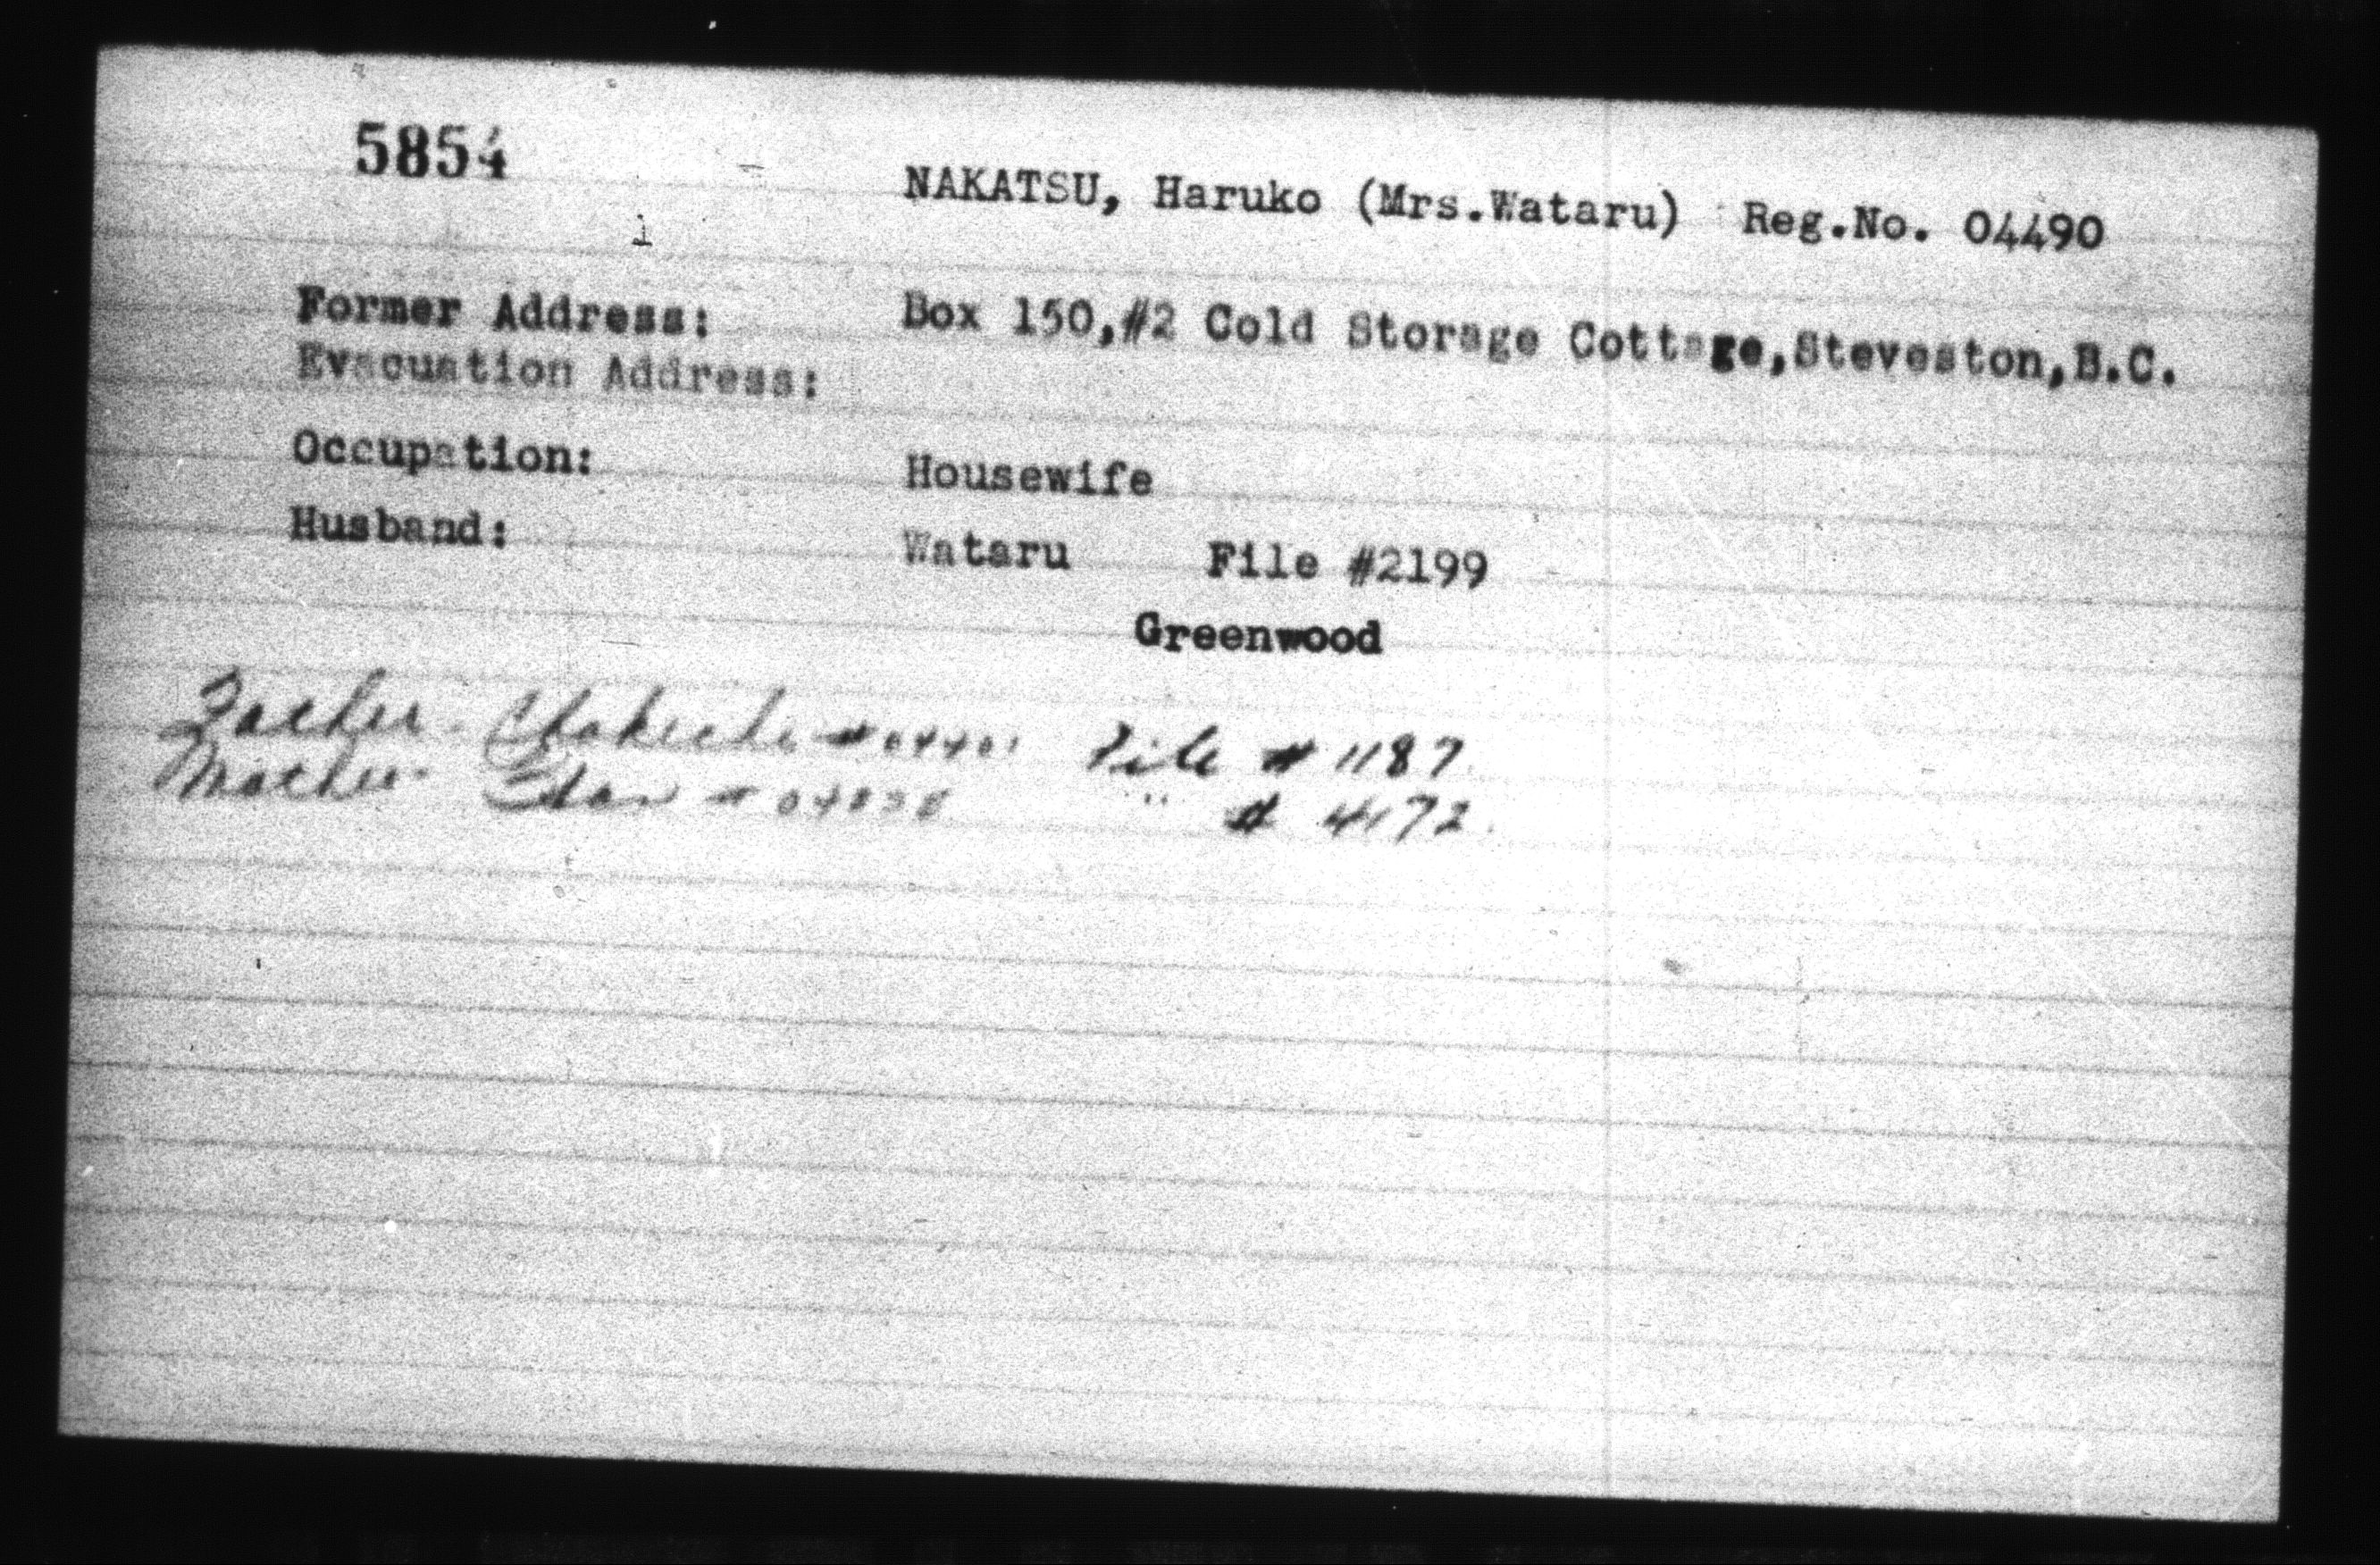 5854
NAKATSU, Haruko (Mrs.Wataru) Reg.No. 04490
Former Address: Box 150,#2 Cold Storage Cottage,Steveston,B.C.
Evacuation Address:
Occupation: Housewife
Husband: Wataru File #2199
Greenwood
Father - # File # 1187
Mother - # " # 4172